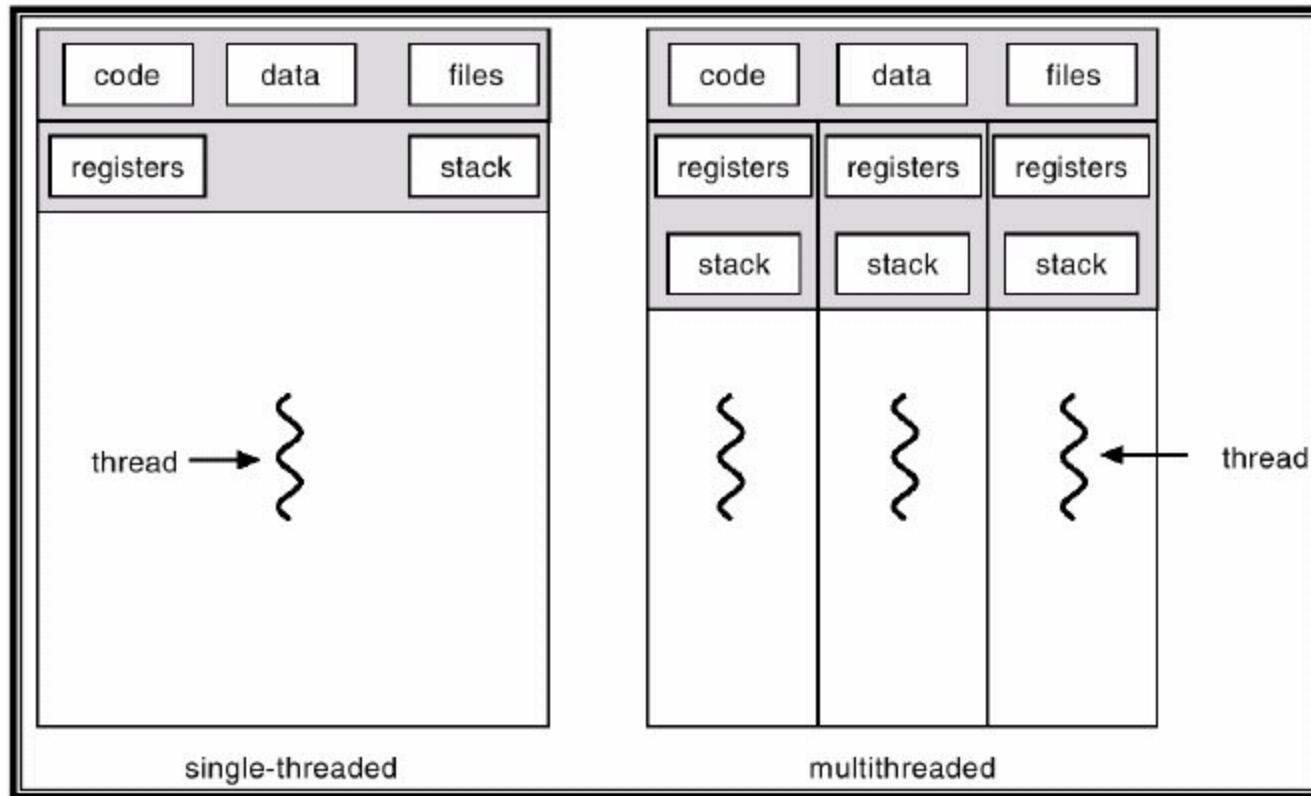 code data files
registers stack
thread
single-threaded
code data files
registers registers registers
stack stack stack
thread
multithreaded